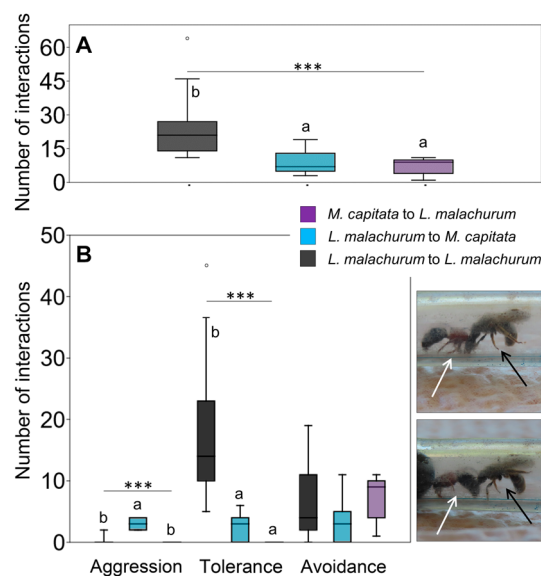 A
Number of interactions
60
45
30
15
0
***
b
a
a
M. capitata to L. malachurum
L. malachurum to M. capitata
L. malachurum to L. malachurum
B
Number of interactions
50
40
30
20
10
0
***
b
a
b
***
b
a
a
Aggression Tolerance Avoidance